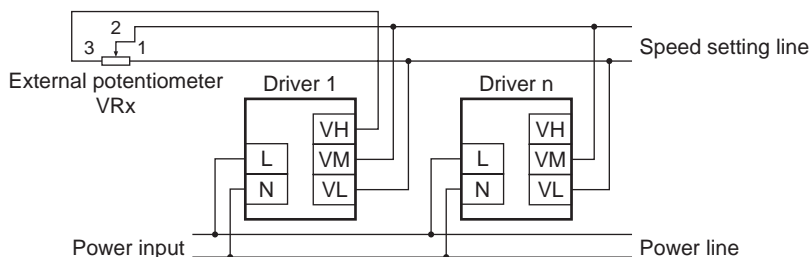 2
3
1
Speed setting line
External potentiometer
VRx
Driver 1
Driver n
VH
VH
L
VM
L
VM
N
VL
N
VL
Power input
Power line